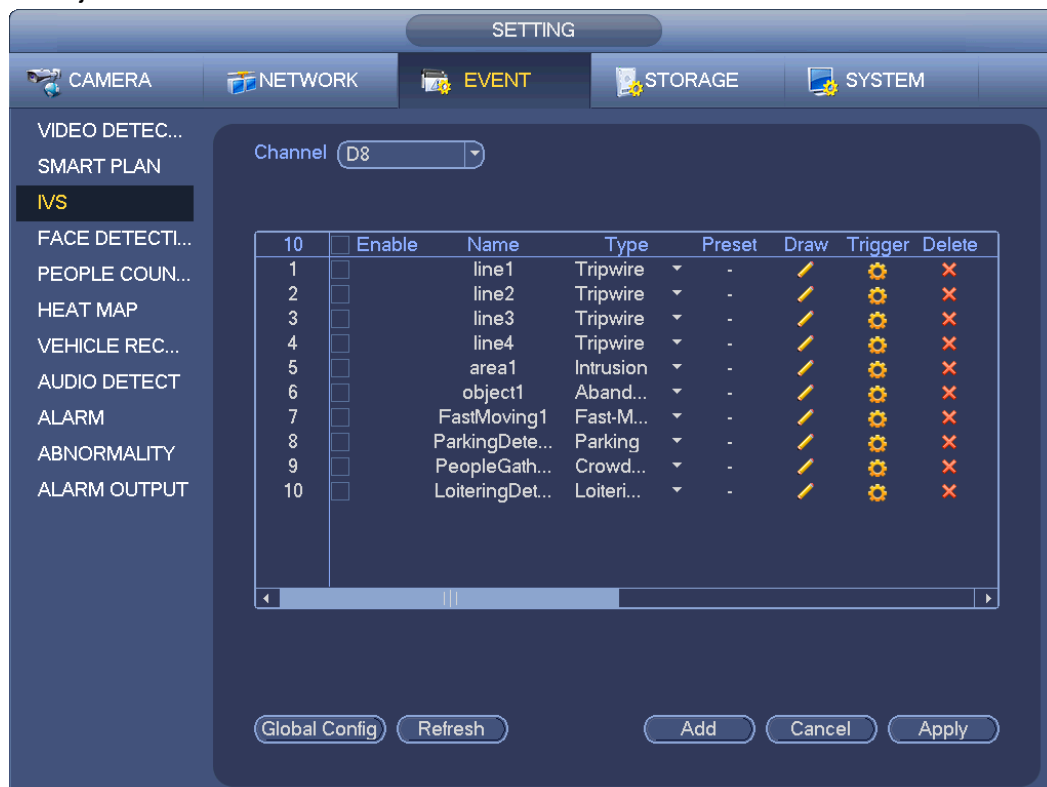 SETTING
CAMERA NETWORK EVENT STORAGE SYSTEM
VIDEO DETEC...
SMART PLAN
IVS
FACE DETECTI...
PEOPLE COUN...
HEAT MAP
VEHICLE REC...
AUDIO DETECT
ALARM
ABNORMALITY
ALARM OUTPUT
Channel D8
10 Enable Name Type Preset Draw Trigger Delete
1 line1 Tripwire -
2 line2 Tripwire -
3 line3 Tripwire -
4 line4 Tripwire -
5 area1 Intrusion -
6 object1 Aband... -
7 FastMoving1 Fast-M... -
8 ParkingDete... Parking -
9 PeopleGath... Crowd... -
10 LoiteringDet... Loiteri... -
Global Config Refresh Add Cancel Apply